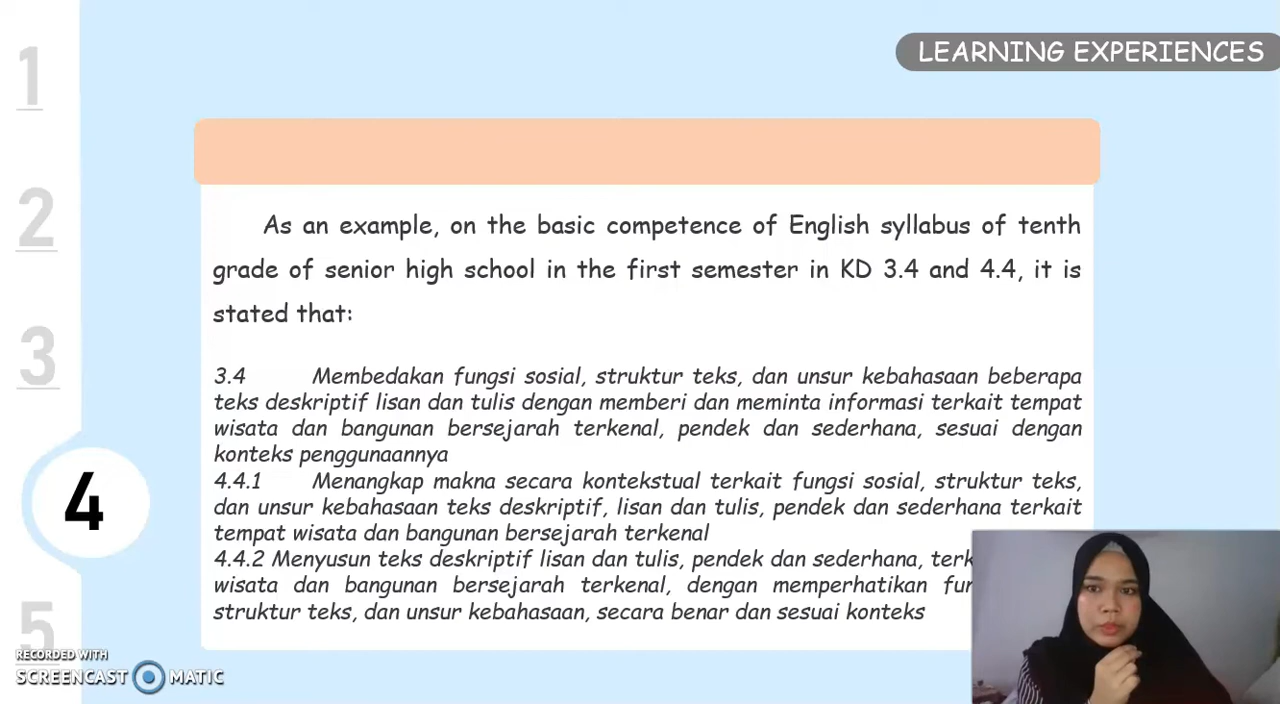 1
LEARNING EXPERIENCES
2
As an example, on the basic competence of English syllabus of tenth
grade of senior high school in the first semester in KD 3.4 and 4.4, it is
stated that:
3
3.4 Membedakan fungsi sosial, struktur teks, dan unsur kebahasaan beberapa
teks deskriptif lisan dan tulis dengan memberi dan meminta informasi terkait tempat
wisata dan bangunan bersejarah terkenal, pendek dan sederhana, sesuai dengan
konteks penggunaannya
4.4.1 Menangkap makna secara kontekstual terkait fungsi sosial, struktur teks,
dan unsur kebahasaan teks deskriptif, lisan dan tulis, pendek dan sederhana terkait
tempat wisata dan bangunan bersejarah terkenal
4.4.2 Menyusun teks deskriptif lisan dan tulis, pendek dan sederhana,
wisata dan bangunan bersejarah terkenal, dengan memperhatikan
struktur teks, dan unsur kebahasaan, secara benar dan sesuai konteks
4
5
RECORDED WITH
SCREENCAST MATIC